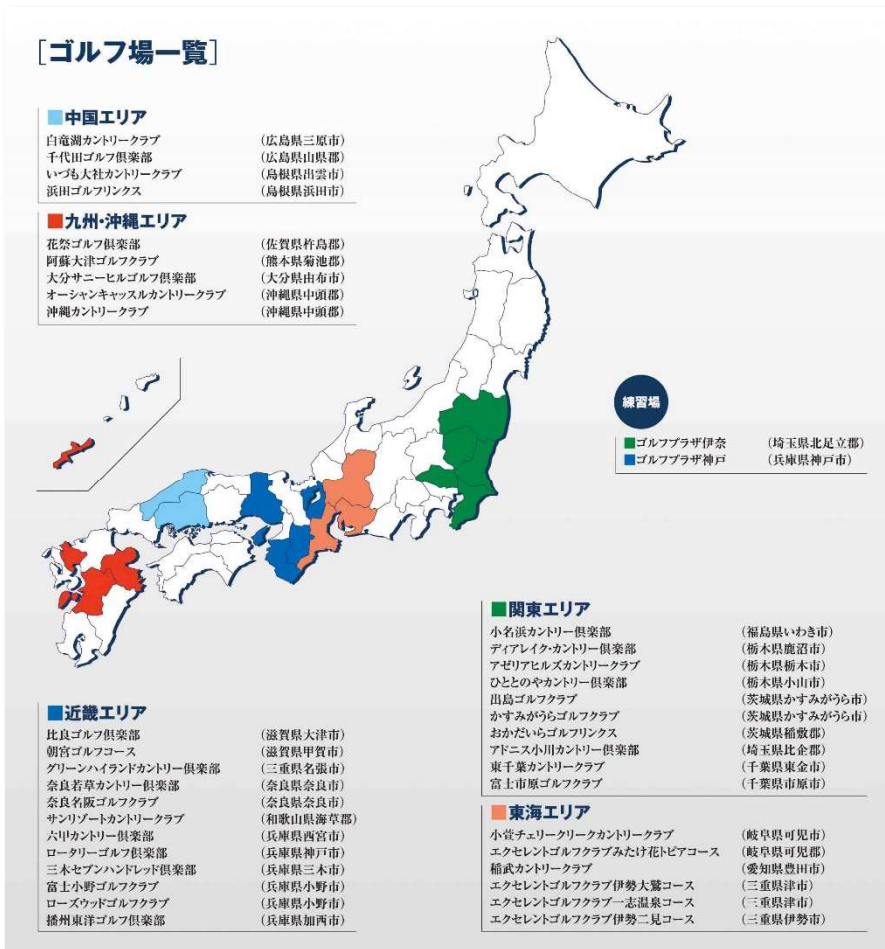 [ゴルフ場一覧]
■中国エリア
白竜湖カントリークラブ (広島県三原市)
千代田ゴルフ倶楽部 (広島県山県郡)
いづも大社カントリークラブ (島根県出雲市)
浜田ゴルフリンクス (島根県浜田市)
■九州・沖縄エリア
花祭ゴルフ倶楽部 (佐賀県杵島郡)
阿蘇大津ゴルフクラブ (熊本県菊池郡)
大分サニーヒルゴルフ倶楽部 (大分県由布市)
オーシャンキャッスルカントリークラブ (沖縄県中頭郡)
沖縄カントリークラブ (沖縄県中頭郡)
練習場
■ゴルフプラザ伊奈 (埼玉県北足立郡)
■ゴルフプラザ神戸 (兵庫県神戸市)
■関東エリア
小名浜カントリー倶楽部 (福島県いわき市)
ディアレイク・カントリー倶楽部 (栃木県鹿沼市)
アゼリアヒルズカントリークラブ (栃木県栃木市)
ひととのやカントリー倶楽部 (栃木県小山市)
出島ゴルフクラブ (茨城県かすみがうら市)
かすみがうらゴルフクラブ (茨城県かすみがうら市)
おかだいらゴルフリンクス (茨城県稲敷郡)
アドニス小川カントリー倶楽部 (埼玉県比企郡)
東千葉カントリークラブ (千葉県東金市)
富士市原ゴルフクラブ (千葉県市原市)
■近畿エリア
比良ゴルフ倶楽部 (滋賀県大津市)
朝宮ゴルフコース (滋賀県甲賀市)
グリーンハイランドカントリー倶楽部 (三重県名張市)
奈良若草カントリー倶楽部 (奈良県奈良市)
奈良名阪ゴルフクラブ (奈良県奈良市)
サンリゾートカントリークラブ (和歌山県海草郡)
六甲カントリー倶楽部 (兵庫県西宮市)
ロータリーゴルフ倶楽部 (兵庫県神戸市)
三木セブンハンドレッド倶楽部 (兵庫県三木市)
富士小野ゴルフクラブ (兵庫県小野市)
ローズウッドゴルフクラブ (兵庫県小野市)
播州東洋ゴルフ倶楽部 (兵庫県加西市)
■東海エリア
小萱チェリークリークカントリークラブ (岐阜県可児市)
エクセレントゴルフクラブみたけ花トピアコース (岐阜県可児郡)
稲武カントリークラブ (愛知県豊田市)
エクセレントゴルフクラブ伊勢大鷲コース (三重県津市)
エクセレントゴルフクラブ一志温泉コース (三重県津市)
エクセレントゴルフクラブ伊勢二見コース (三重県伊勢市)